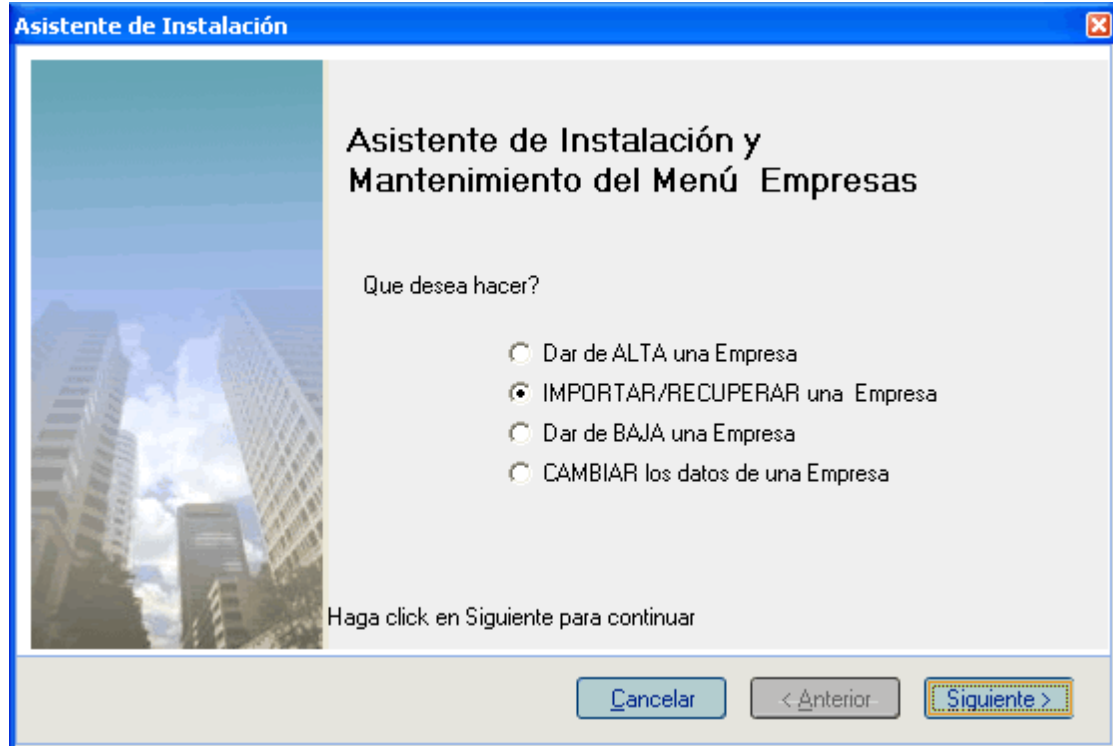 Asistente de Instalación
Asistente de Instalación y
Mantenimiento del Menú Empresas
Que desea hacer?
Dar de ALTA una Empresa
IMPORTAR/RECUPERAR una Empresa
Dar de BAJA una Empresa
CAMBIAR los datos de una Empresa
Haga click en Siguiente para continuar
Cancelar < Anterior Siguiente >